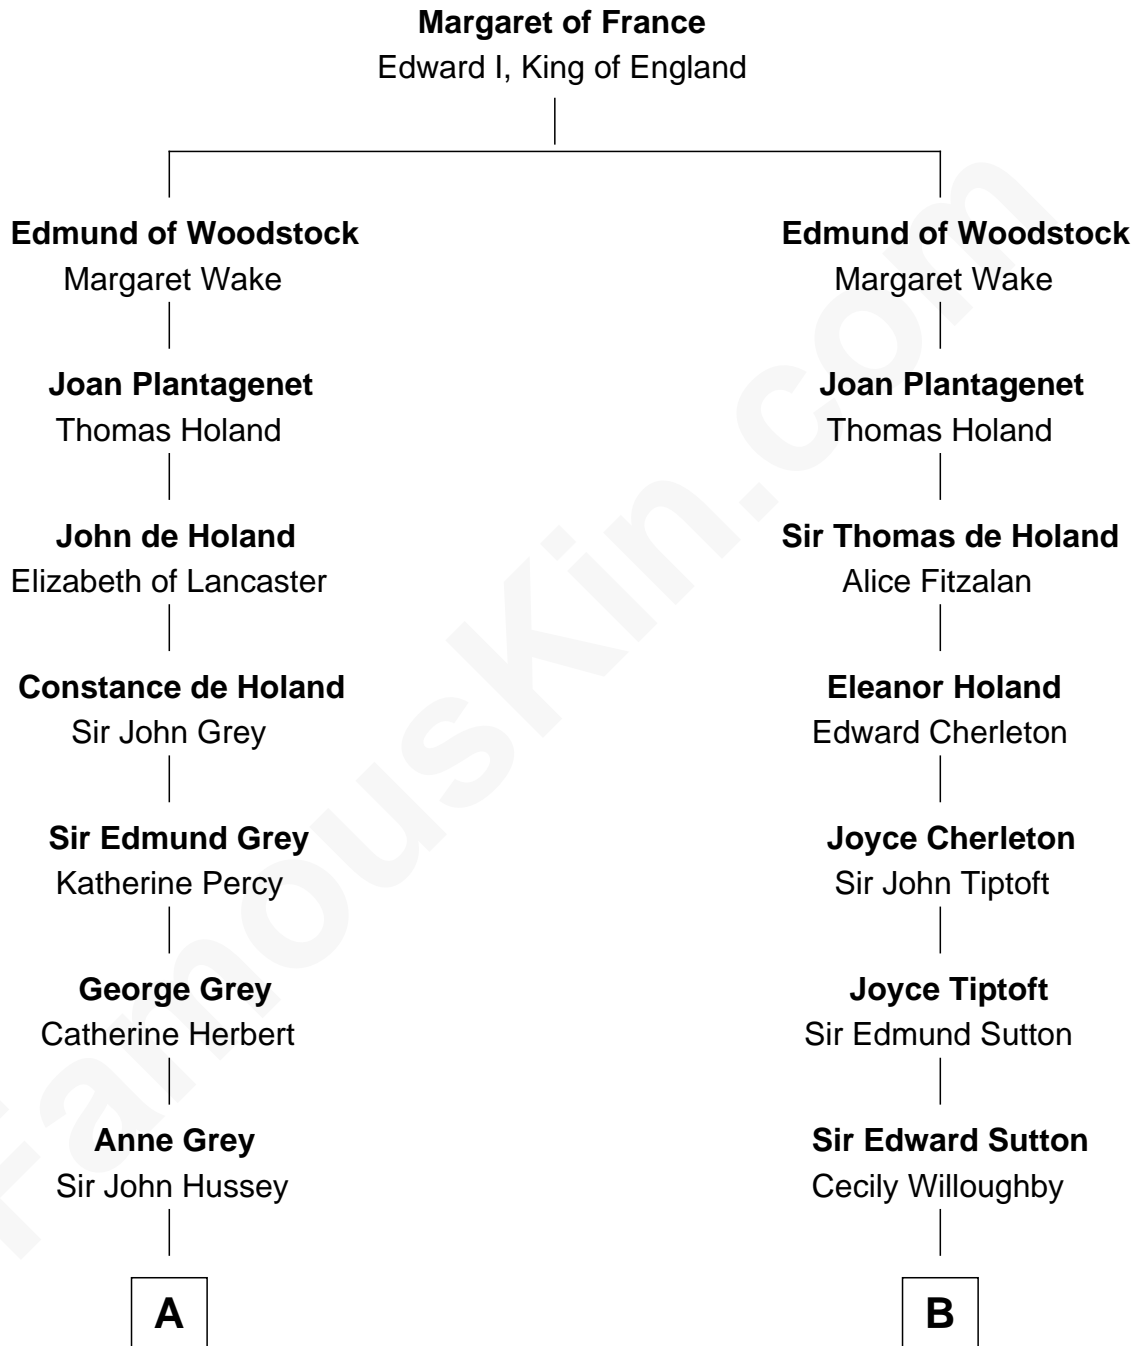 Margaret of France
Edward I, King of England
Edmund of Woodstock
Margaret Wake
Joan Plantagenet
Thomas Holand
John de Holand
Elizabeth of Lancaster
Constance de Holand
Sir John Grey
Sir Edmund Grey
Katherine Percy
George Grey
Catherine Herbert
Anne Grey
Sir John Hussey
A
Edmund of Woodstock
Margaret Wake
Joan Plantagenet
Thomas Holand
Sir Thomas de Holand
Alice Fitzalan
Eleanor Holand
Edward Cherleton
Joyce Cherleton
Sir John Tiptoft
Joyce Tiptoft
Sir Edmund Sutton
Sir Edward Sutton
Cecily Willoughby
B
FamousKin.com